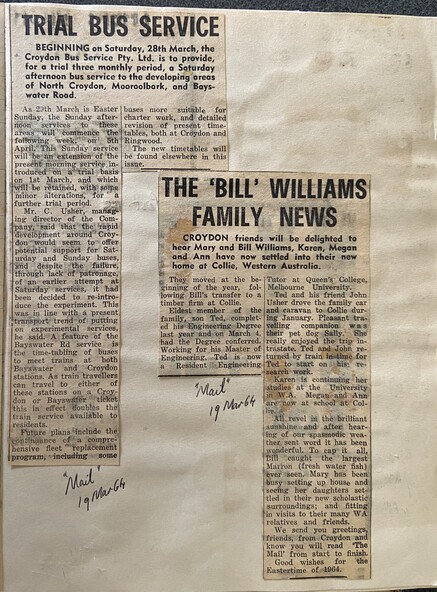 TRIAL BUS SERVICE
BEGINNING on Saturday, 28th March, the
Croydon Bus Service Pty. Ltd. is to provide,
for a trial three monthly period, a Saturday
afternoon bus service to the developing areas
of North Croydon, Mooroolbark, and Bays-
water Road.
As 29th March is Easter
Sunday, the Sunday after-
noon services to these
areas will commence the
following week, on 5th
April. This Sunday service
will be an extension of the
present morning service in-
troduced on a trial basis
on 1st March, and which
will be retained, with some
minor alterations, for a
further trial period.
Mr. C. Usher, manag-
ing director of the Com-
pany, said that the rapid
development around Croy-
don would seem to offer
potential support for Sat-
urday and Sunday buses,
and despite the failure,
through lack of patronage,
of an earlier attempt at
Saturday services, it had
been decided to re-intro-
duce the experiment. This
was in line with a present
transport trend of putting
on experimental services,
he said. A feature of the
Bayswater Rd service is
the time-tabling of buses
to meet trains at both
Bayswater and Croydon
stations. As train travellers
can travel to either of
these stations on a Croy-
don or Bayswater ticket
this in effect doubles the
train service available to
residents.
Future plans include the
continuance of a compre-
hensive fleet replacement
program, including some
buses more suitable for
charter work, and detailed
revision of present time-
tables, both at Croydon and
Ringwood.
The new timetables will
be found elsewhere in this
issue.
"Mail"
19 Mar 64
THE 'BILL' WILLIAMS
FAMILY NEWS
CROYDON friends will be delighted to
hear Mary and Bill Williams, Karen, Megan
and Ann have now settled into their new
home at Collie, Western Australia.
They moved at the begin-
ning of the year, fol-
lowing Bill's transfer to a
timber firm at Collie.
Eldest member of the
family, son Ted, complet-
ed his Engineering Degree
last year and on March 4,
had the Degree conferred.
Working for his Master of
Engineering. Ted is now
a Resident Engineering
Tutor at Queen's College,
Melbourne University.
Ted and his friend John
Usher drove the family car
and caravan to Collie dur-
ing January. Pleasant tra-
velling companion was
their pet dog Sally. She
really enjoyed the trip in-
trastate. Ted and John re-
turned by train in time for
Ted to start on his re-
search work.
Karen is continuing her
studies at the University
in W.A. Megan and Ann
are now at school at Col-
All revel in the brilliant
sunshine and after hear-
ing of our spasmodic wea-
ther, sent word it has been
wonderful. To cap it all,
Bill caught the largest
Marron (fresh water fish)
ever seen. Mary has been
busy setting up house and
seeing her daughters set-
tled in their new scholastic
surroundings; and fitting
in visits to their many WA
relatives and friends.
We send you greetings,
friends, from Croydon and
know you will read 'The
Mail' from start to finish.
Good wishes for the
Eastertime of 1964.
"Mail"
19 Mar 64